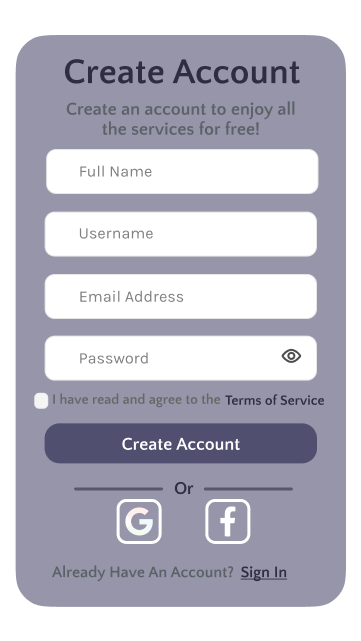 Create Account
Create an account to enjoy all
the services for free!
Full Name
Username
Email Address
Password
I have read and agree to the Terms of Service
Create Account
Or
G f
Already Have An Account? Sign In